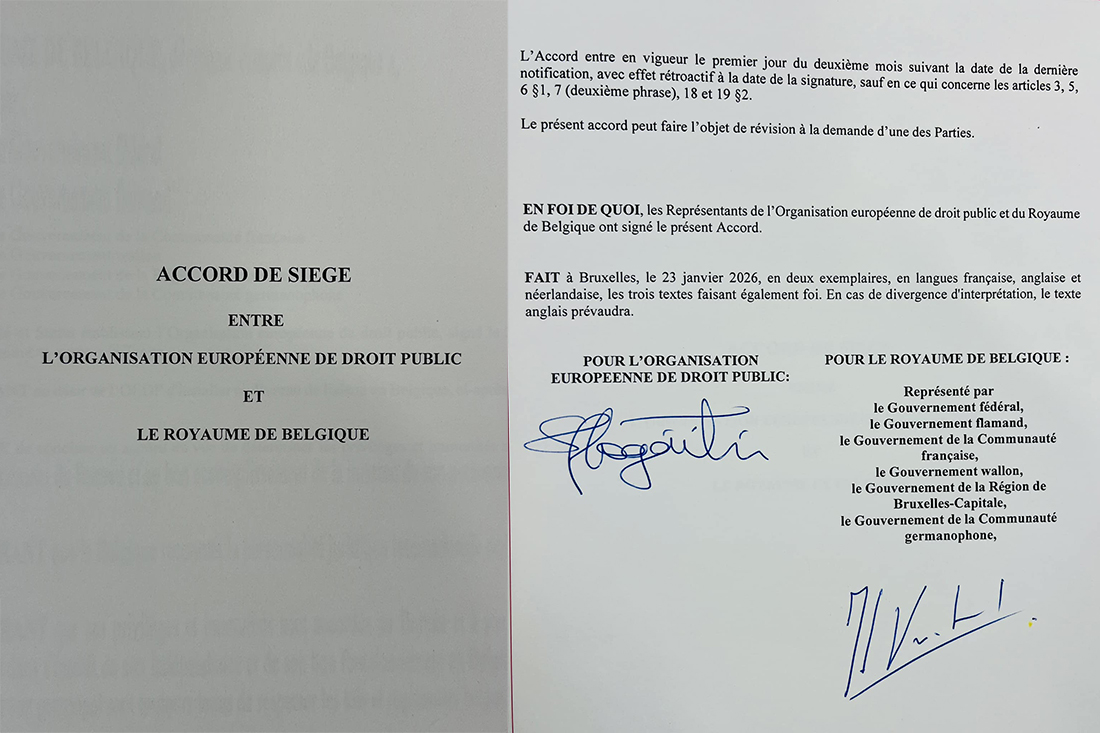 ACCORD DE SIEGE
ENTRE
L'ORGANISATION EUROPÉENNE DE DROIT PUBLIC
ET
LE ROYAUME DE BELGIQUE
L'Accord entre en vigueur le premier jour du deuxième mois suivant la date de la dernière
notification, avec effet rétroactif à la date de la signature, sauf en ce qui concerne les articles 3, 5,
6 §1, 7 (deuxième phrase), 18 et 19 §2.
Le présent accord peut faire l'objet de révision à la demande d'une des Parties.
EN FOI DE QUOI, les Représentants de l'Organisation européenne de droit public et du Royaume
de Belgique ont signé le présent Accord.
FAIT à Bruxelles, le 23 janvier 2026, en deux exemplaires, en langues française, anglaise et
néerlandaise, les trois textes faisant également foi. En cas de divergence d'interprétation, le texte
anglais prévaudra.
POUR L'ORGANISATION
EUROPEENNE DE DROIT PUBLIC:
POUR LE ROYAUME DE BELGIQUE :
Représenté par
le Gouvernement fédéral,
le Gouvernement flamand,
le Gouvernement de la Communauté
française,
le Gouvernement wallon,
le Gouvernement de la Région de
Bruxelles-Capitale,
le Gouvernement de la Communauté
germanophone,